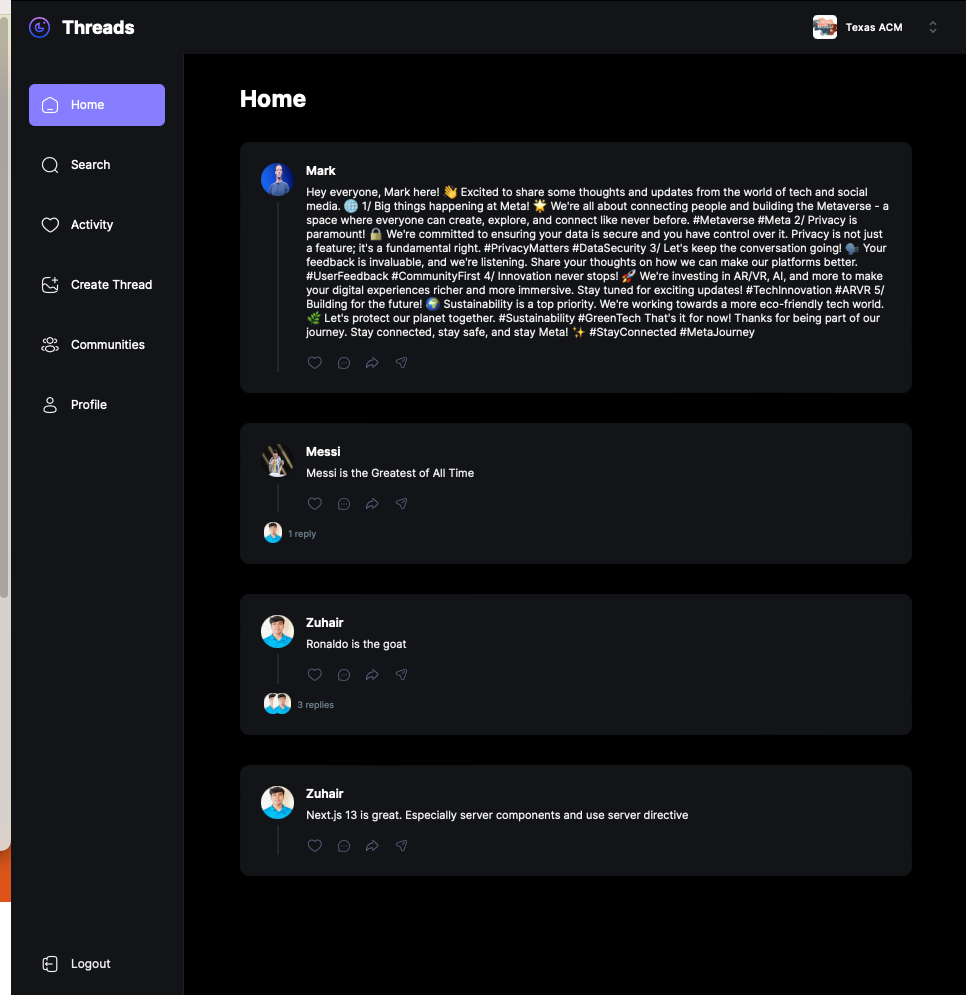 Threads
Texas ACM
Home
Search
Activity
Create Thread
Communities
Profile
Logout
Home
Mark
Hey everyone, Mark here! 👋 Excited to share some thoughts and updates from the world of tech and social
media. 🌐 1/ Big things happening at Meta! 🌟 We're all about connecting people and building the Metaverse - a
space where everyone can create, explore, and connect like never before. #Metaverse #Meta 2/ Privacy is
paramount! 🔒 We're committed to ensuring your data is secure and you have control over it. Privacy is not just
a feature; it's a fundamental right. #PrivacyMatters #DataSecurity 3/ Let's keep the conversation going! 🗣️ Your
feedback is invaluable, and we're listening. Share your thoughts on how we can make our platforms better.
#UserFeedback #CommunityFirst 4/ Innovation never stops! 🚀 We're investing in AR/VR, AI, and more to make
your digital experiences richer and more immersive. Stay tuned for exciting updates! #TechInnovation #ARVR 5/
Building for the future! 🌍 Sustainability is a top priority. We're working towards a more eco-friendly tech world.
🌿 Let's protect our planet together. #Sustainability #GreenTech That's it for now! Thanks for being part of our
journey. Stay connected, stay safe, and stay Meta! ✨ #StayConnected #MetaJourney
Messi
Messi is the Greatest of All Time
1 reply
Zuhair
Ronaldo is the goat
3 replies
Zuhair
Next.js 13 is great. Especially server components and use server directive